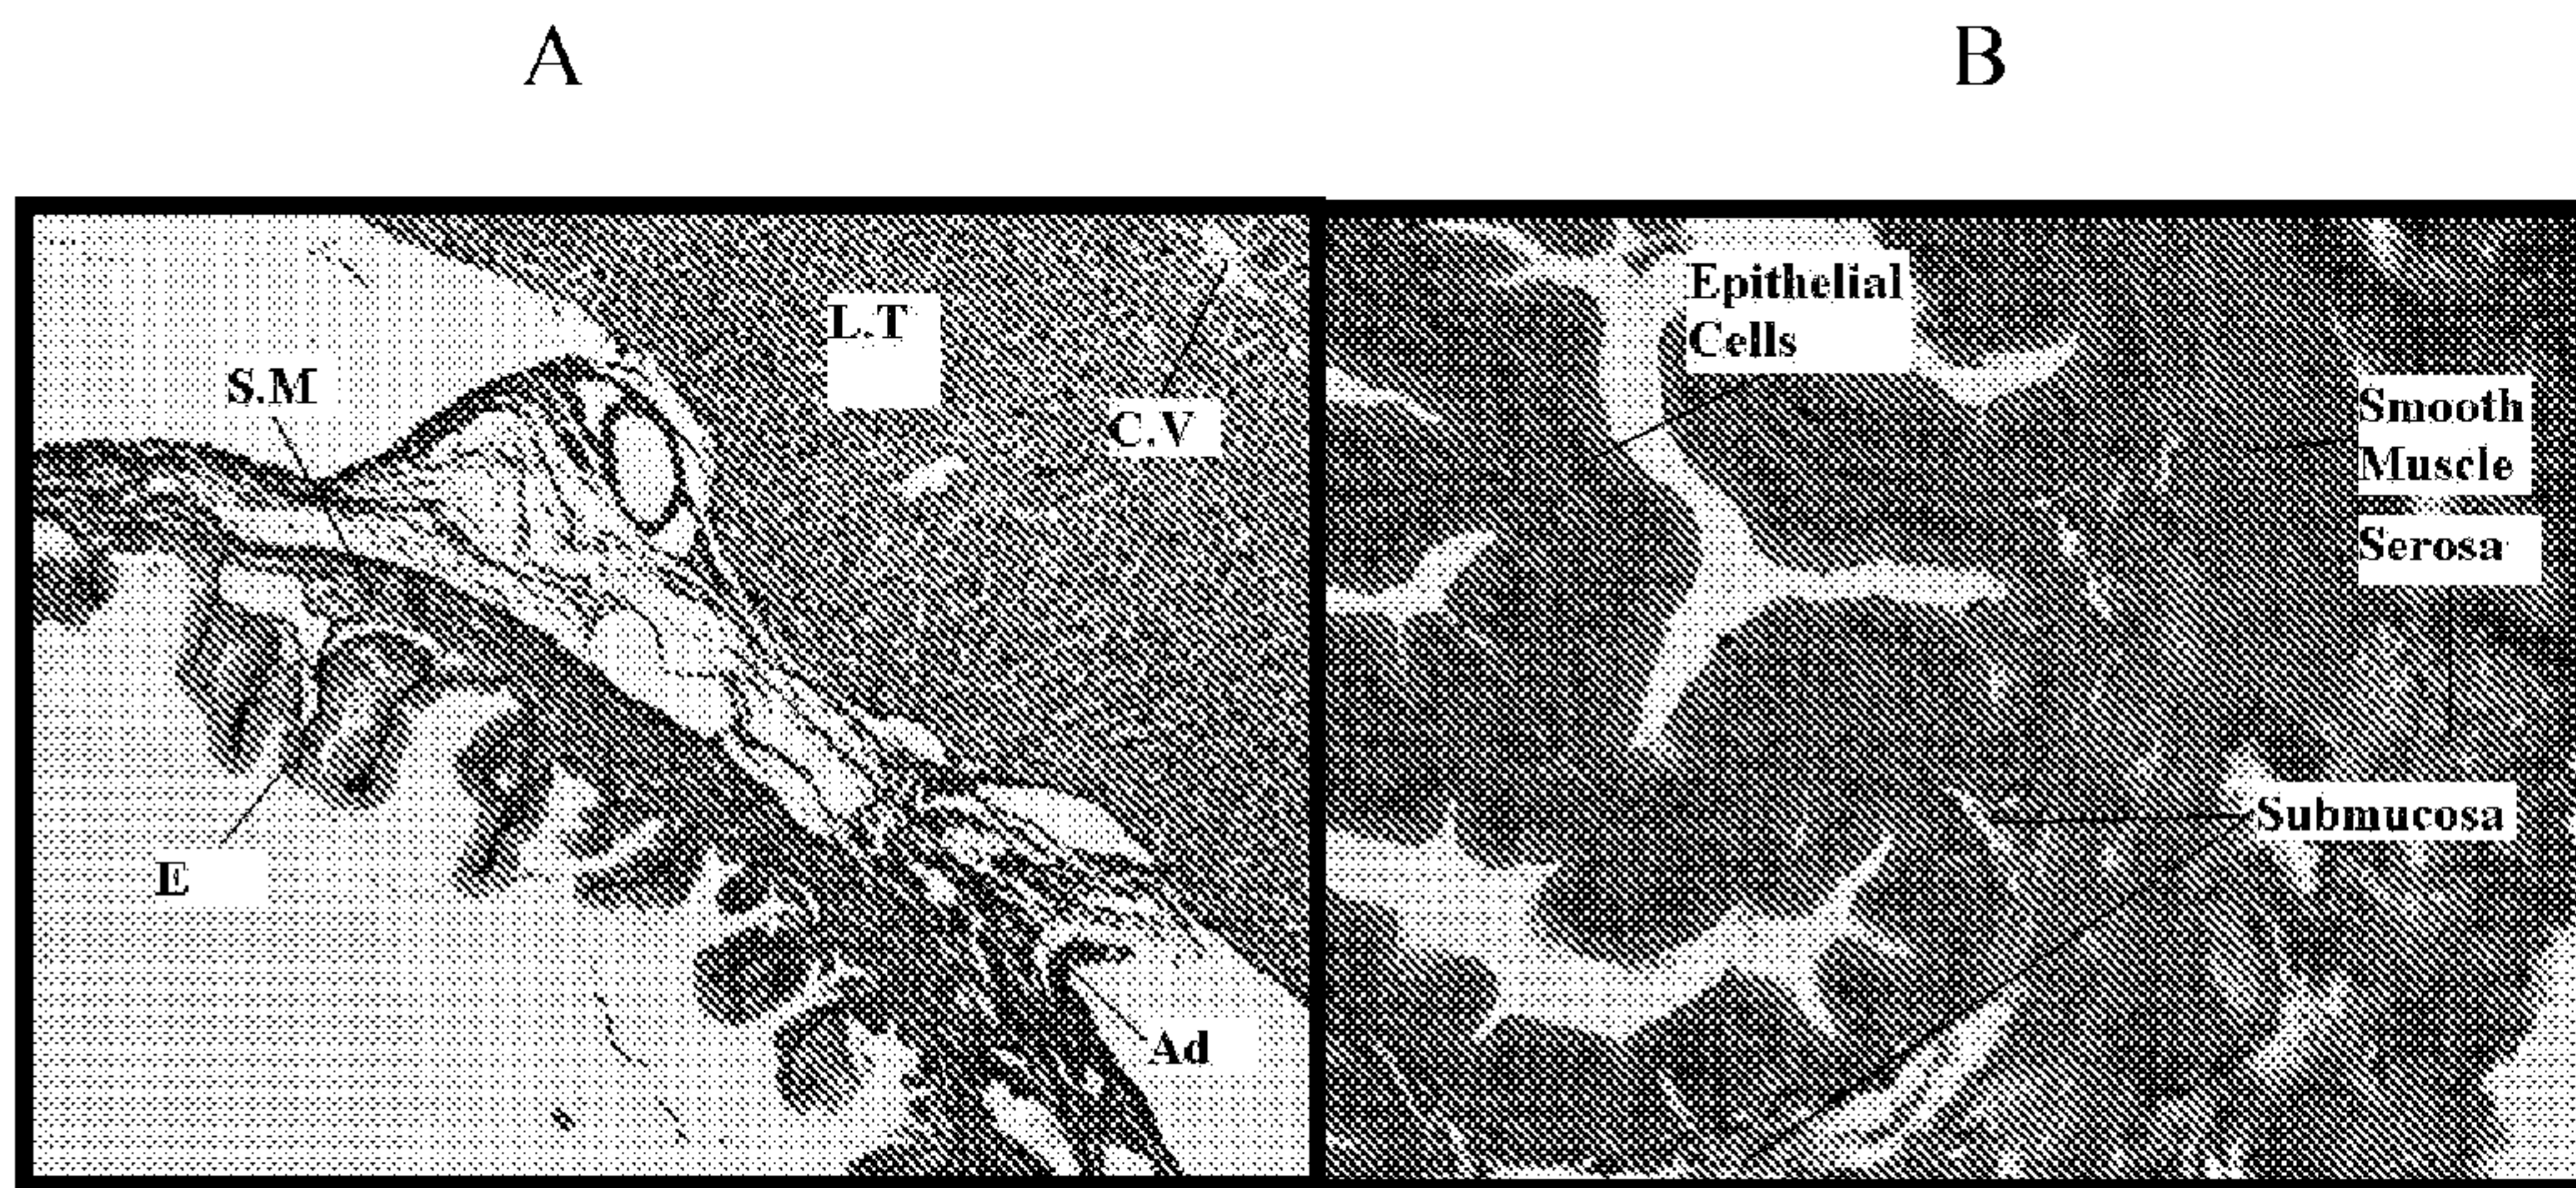 A
B
L.T
S.M
C.V
E
Ad
Epithelial
Cells
Smooth
Muscle
Serosa
Submucosa